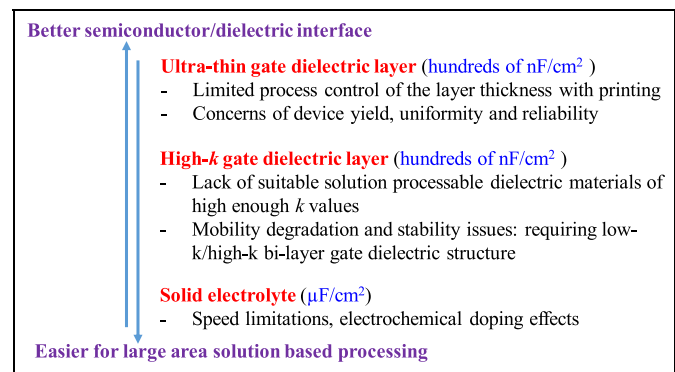 Better semiconductor/dielectric interface
Ultra-thin gate dielectric layer (hundreds of nF/cm² )
- Limited process control of the layer thickness with printing
- Concerns of device yield, uniformity and reliability
High-k gate dielectric layer (hundreds of nF/cm² )
- Lack of suitable solution processable dielectric materials of
high enough k values
- Mobility degradation and stability issues: requiring low-
k/high-k bi-layer gate dielectric structure
Solid electrolyte (µF/cm²)
- Speed limitations, electrochemical doping effects
Easier for large area solution based processing